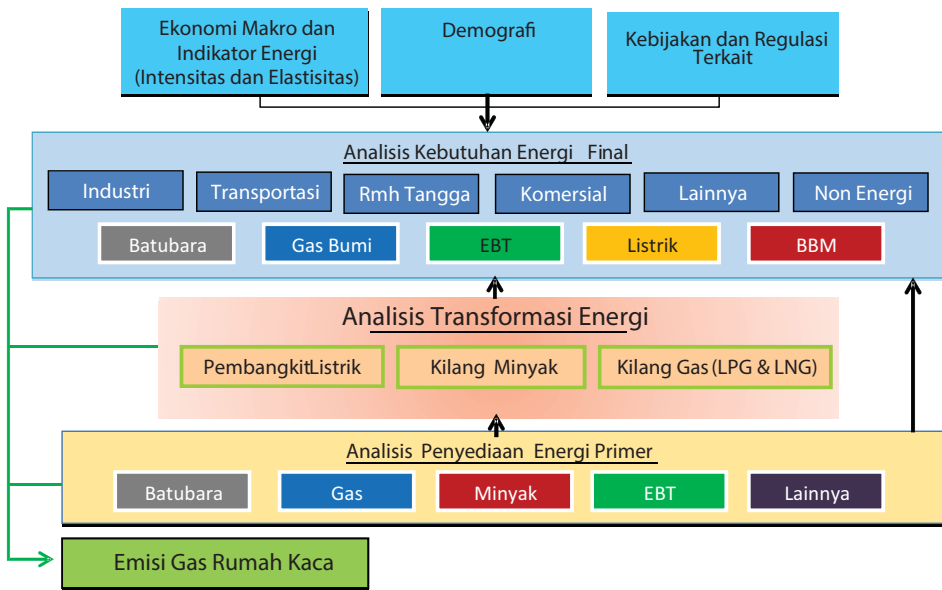 Ekonomi Makro dan
Indikator Energi
(Intensitas dan Elastisitas)
Demografi
Kebijakan dan Regulasi
Terkait
Analisis Kebutuhan Energi Final
Industri
Transportasi
Rmh Tangga
Komersial
Lainnya
Non Energi
Batubara
Gas Bumi
EBT
Listrik
BBM
Analisis Transformasi Energi
PembangkitListrik
Kilang Minyak
Kilang Gas (LPG & LNG)
Analisis Penyediaan Energi Primer
Batubara
Gas
Minyak
EBT
Lainnya
Emisi Gas Rumah Kaca